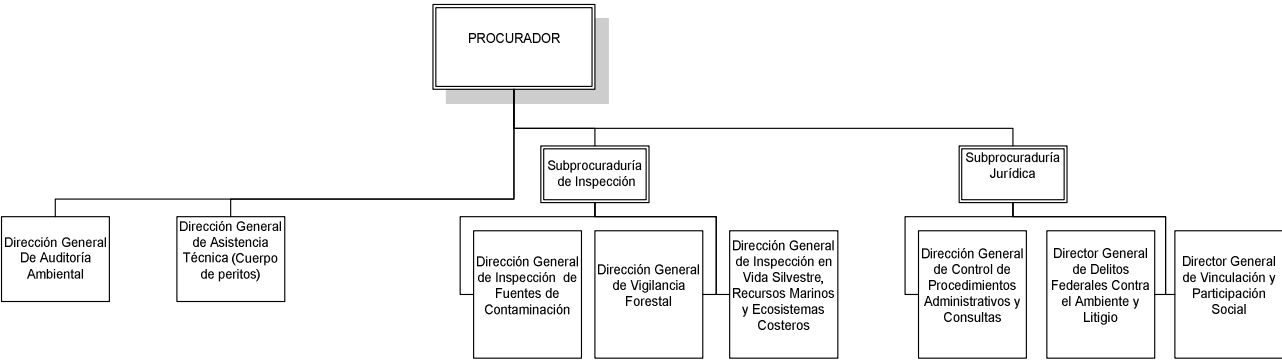 PROCURADOR
Subprocuraduría
de Inspección
Subprocuraduría
Jurídica
Dirección General
De Auditoría
Ambiental
Dirección General
de Asistencia
Técnica (Cuerpo
de peritos)
Dirección General
de Inspección de
Fuentes de
Contaminación
Dirección General
de Vigilancia
Forestal
Dirección General
de Inspección en
Vida Silvestre,
Recursos Marinos
y Ecosistemas
Costeros
Dirección General
de Control de
Procedimientos
Administrativos y
Consultas
Director General
de Delitos
Federales Contra
el Ambiente y
Litigio
Director General
de Vinculación y
Participación
Social